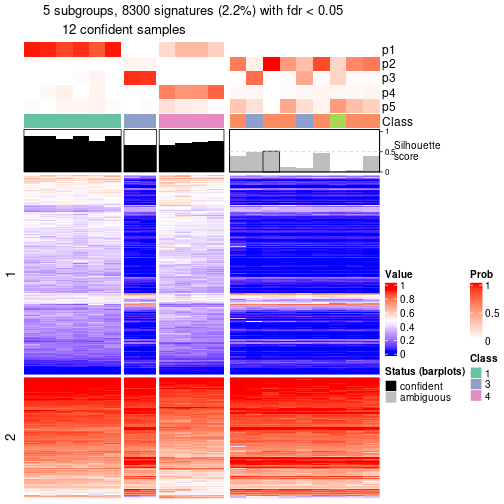 5 subgroups, 8300 signatures (2.2%) with fdr < 0.05
12 confident samples
p1
p2
p3
p4
p5
Class
1
0.5
0
Silhouette
score
1
2
Value
1
0.8
0.6
0.4
0.2
0
Prob
1
0.5
0
Status (barplots)
confident
ambiguous
Class
1
3
4